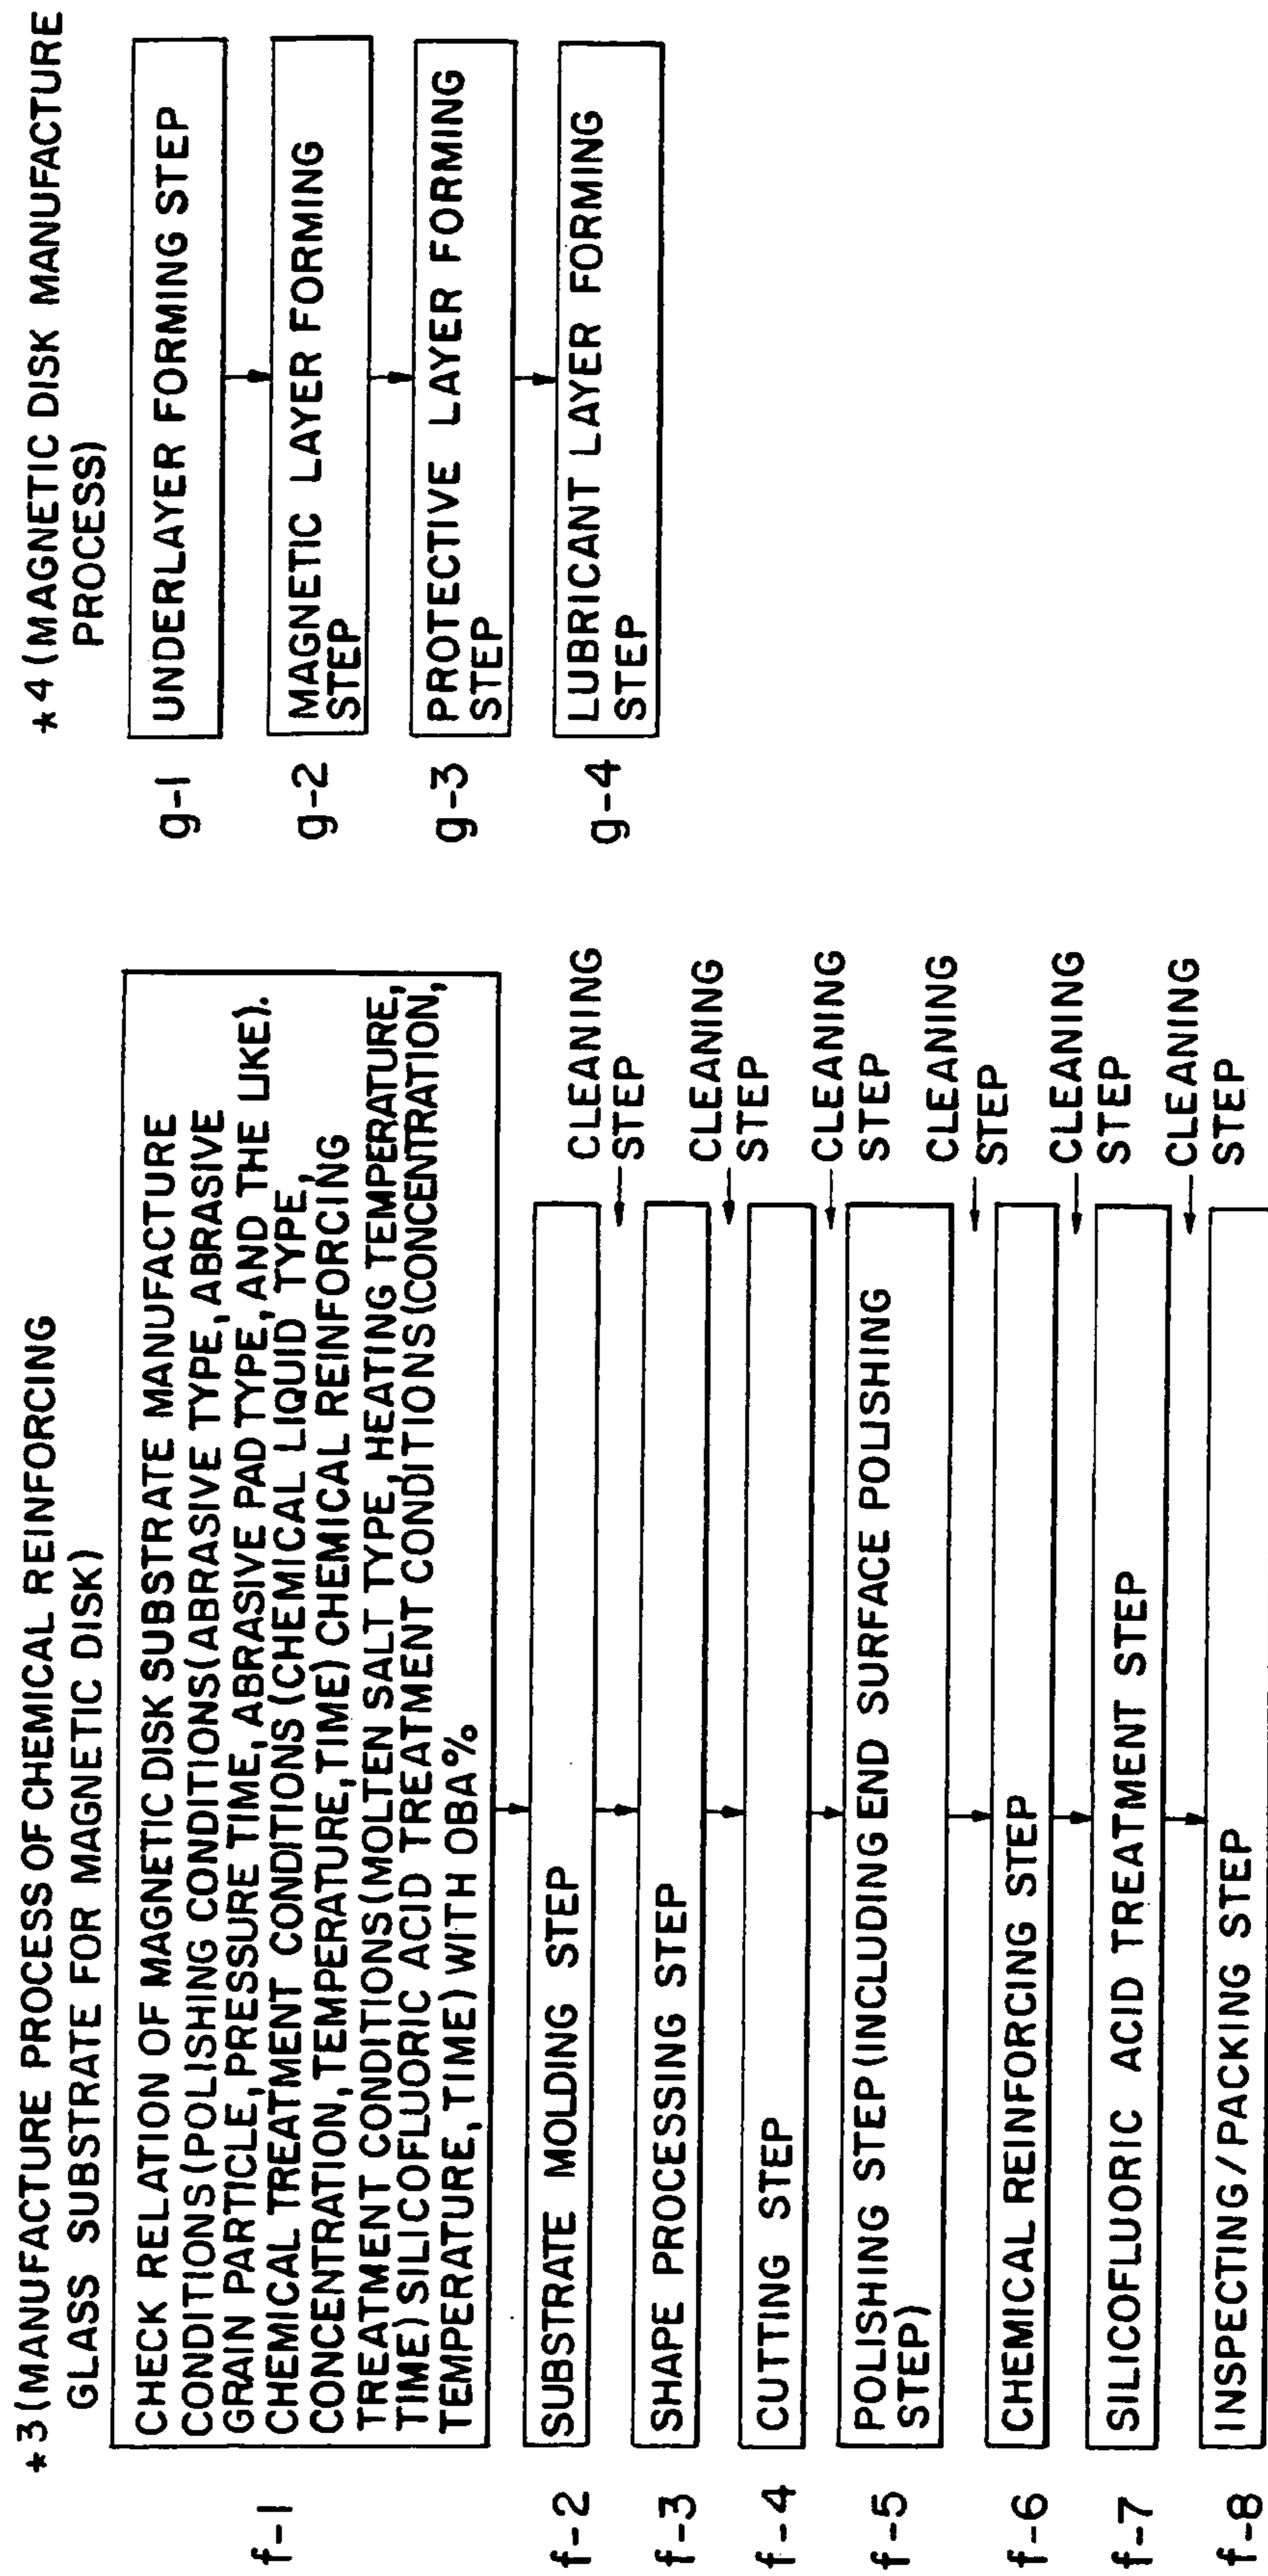 *3 (MANUFACTURE PROCESS OF CHEMICAL REINFORCING
GLASS SUBSTRATE FOR MAGNETIC DISK)
f-1
CHECK RELATION OF MAGNETIC DISK SUBSTRATE MANUFACTURE
CONDITIONS (POLISHING CONDITIONS (ABRASIVE TYPE, ABRASIVE
GRAIN PARTICLE, PRESSURE TIME, ABRASIVE PAD TYPE, AND THE LIKE).
CHEMICAL TREATMENT CONDITIONS (CHEMICAL LIQUID TYPE,
CONCENTRATION, TEMPERATURE, TIME) CHEMICAL REINFORCING
TREATMENT CONDITIONS (MOLTEN SALT TYPE, HEATING TEMPERATURE,
TIME) SILICOFLUORIC ACID TREATMENT CONDITIONS (CONCENTRATION,
TEMPERATURE, TIME) WITH OBA%
f-2
SUBSTRATE MOLDING STEP
CLEANING
STEP
f-3
SHAPE PROCESSING STEP
CLEANING
STEP
f-4
CUTTING STEP
CLEANING
STEP
f-5
POLISHING STEP (INCLUDING END SURFACE POLISHING
STEP)
CLEANING
STEP
f-6
CHEMICAL REINFORCING STEP
CLEANING
STEP
f-7
SILICOFLUORIC ACID TREATMENT STEP
CLEANING
STEP
f-8
INSPECTING/PACKING STEP
*4 (MAGNETIC DISK MANUFACTURE
PROCESS)
g-1
UNDERLAYER FORMING STEP
g-2
MAGNETIC LAYER FORMING
STEP
g-3
PROTECTIVE LAYER FORMING
STEP
g-4
LUBRICANT LAYER FORMING
STEP